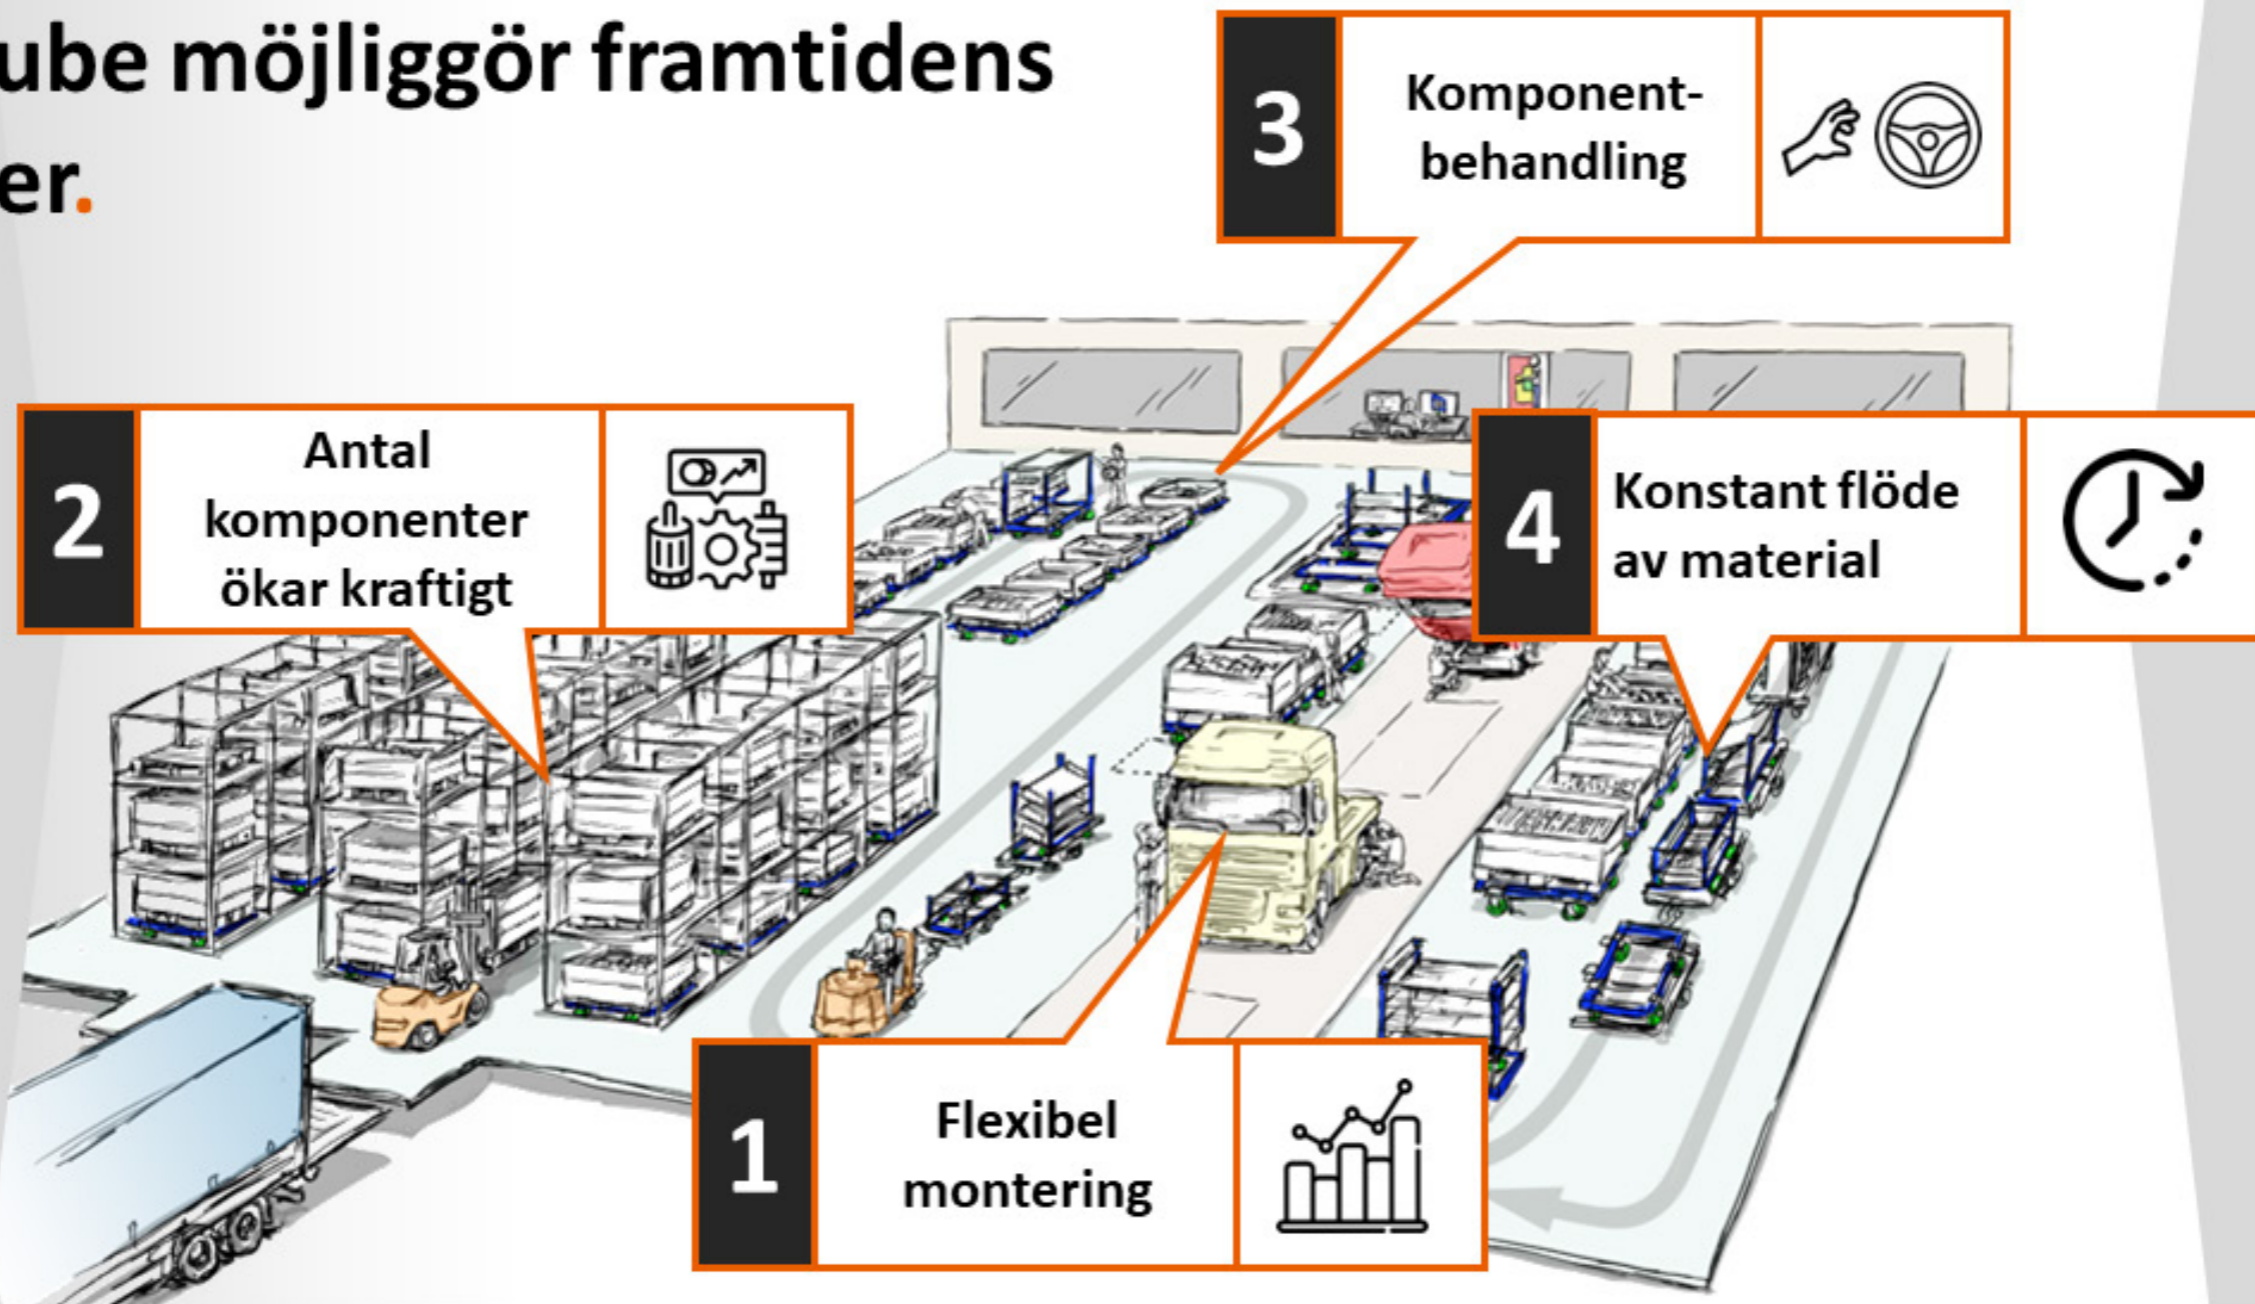 ube möjliggör framtidens
er.
3
Komponent-
behandling
2
Antal
komponenter
ökar kraftigt
4
Konstant flöde
av material
1
Flexibel
montering